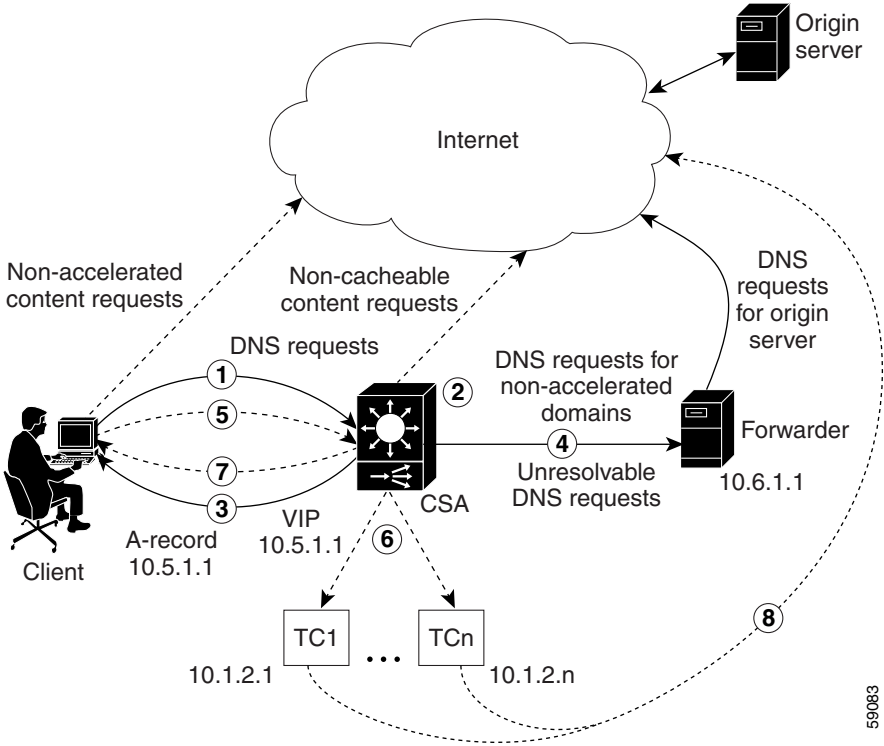 Origin
server
Internet
Non-accelerated
content requests
Non-cacheable
content requests
DNS
requests
for origin
server
DNS requests
1
2
DNS requests for
non-accelerated
domains
5
4
Forwarder
7
Unresolvable
DNS requests
10.6.1.1
3
CSA
VIP
10.5.1.1
A-record
10.5.1.1
Client
6
8
TC1
...
TCn
10.1.2.1
10.1.2.n
59083